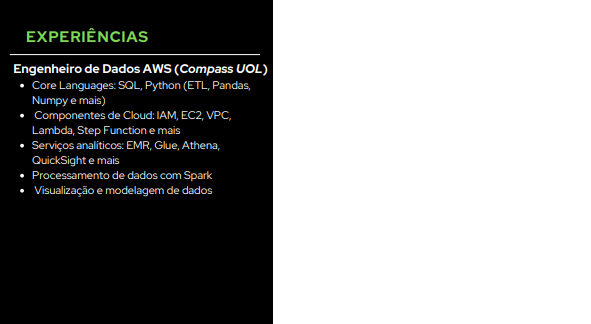 EXPERIÊNCIAS
Engenheiro de Dados AWS (Compass UOL)
• Core Languages: SQL, Python (ETL, Pandas,
Numpy e mais)
• Componentes de Cloud: IAM, EC2, VPC,
Lambda, Step Function e mais
• Serviços analíticos: EMR, Glue, Athena,
QuickSight e mais
• Processamento de dados com Spark
• Visualização e modelagem de dados